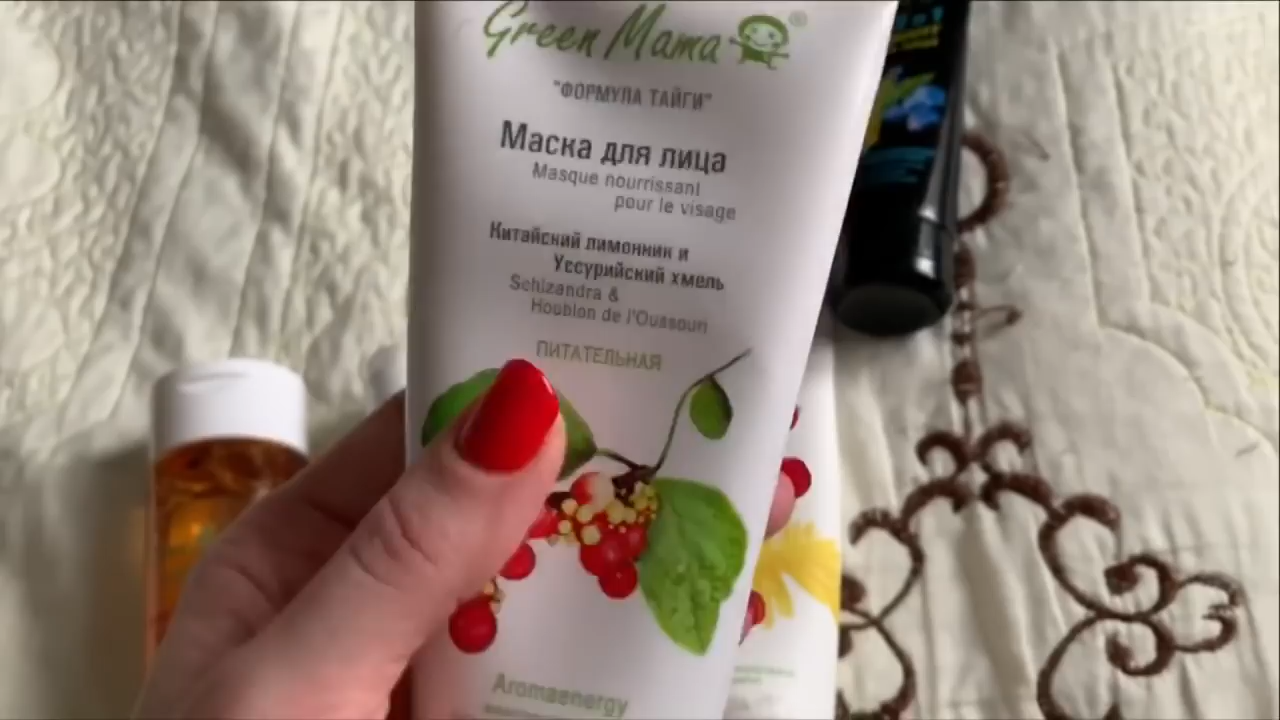 Green Mama
"ФОРМУЛА ТАЙГИ"
Маска для лица
Masque nourrissant
pour le visage
Китайский лимонник и
Уссурийский хмель
Schizandra &
Houblon de l'Oussouri
ПИТАТЕЛЬНАЯ
Aromaenergy